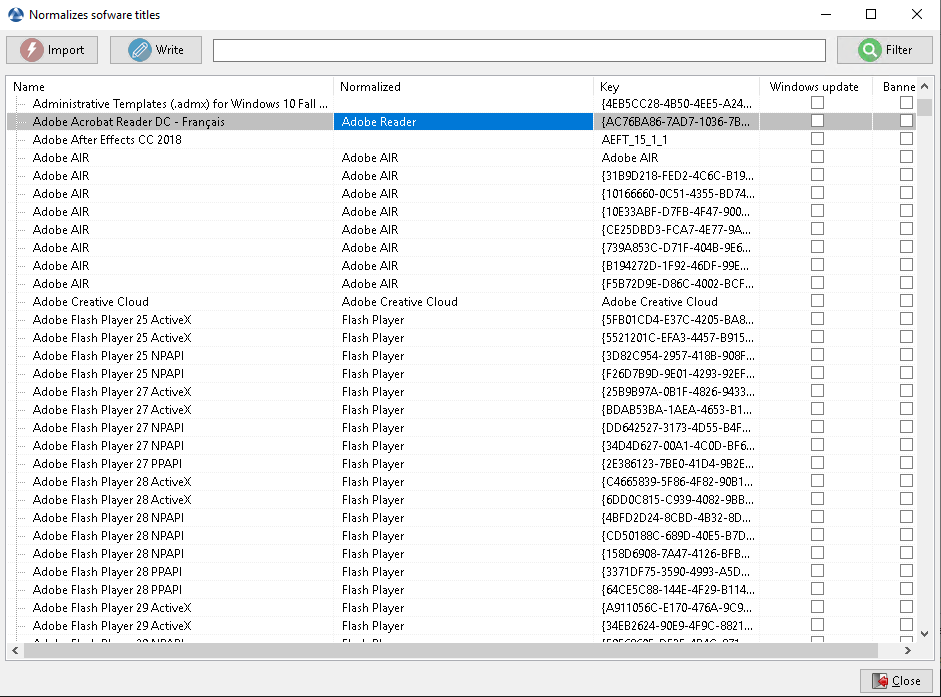 Normalizes sofware titles
Import Write Filter
Name Normalized Key Windows update Banne
Administrative Templates (.admx) for Windows 10 Fall ... {4EB5CC28-4B50-4EE5-A24...
Adobe Acrobat Reader DC - Français Adobe Reader {AC76BA86-7AD7-1036-7B...
Adobe After Effects CC 2018 AEFT_15_1_1
Adobe AIR Adobe AIR Adobe AIR
Adobe AIR Adobe AIR {31B9D218-FED2-4C6C-B19...
Adobe AIR Adobe AIR {10166660-0C51-4355-BD74...
Adobe AIR Adobe AIR {10E33ABF-D7FB-4F47-900...
Adobe AIR Adobe AIR {CE25DBD3-FCA7-4E77-9A...
Adobe AIR Adobe AIR {739A853C-D71F-404B-9E6...
Adobe AIR Adobe AIR {B194272D-1F92-46DF-99E...
Adobe AIR Adobe AIR {F5B72D9E-D86C-4002-BCF...
Adobe Creative Cloud Adobe Creative Cloud Adobe Creative Cloud
Adobe Flash Player 25 ActiveX Flash Player {5FB01CD4-E37C-4205-BA8...
Adobe Flash Player 25 ActiveX Flash Player {5521201C-EFA3-4457-B915...
Adobe Flash Player 25 NPAPI Flash Player {3D82C954-2957-418B-908F...
Adobe Flash Player 25 NPAPI Flash Player {F26D7B9D-9E01-4293-92EF...
Adobe Flash Player 27 ActiveX Flash Player {25B9B97A-0B1F-4826-9433...
Adobe Flash Player 27 ActiveX Flash Player {BDAB53BA-1AEA-4653-B1...
Adobe Flash Player 27 NPAPI Flash Player {DD642527-3173-4D55-B4F...
Adobe Flash Player 27 NPAPI Flash Player {34D4D627-00A1-4C0D-BF6...
Adobe Flash Player 27 PPAPI Flash Player {2E386123-7BE0-41D4-9B2E...
Adobe Flash Player 28 ActiveX Flash Player {C4665839-5F86-4F82-90B1...
Adobe Flash Player 28 ActiveX Flash Player {6DD0C815-C939-4082-9BB...
Adobe Flash Player 28 NPAPI Flash Player {4BFD2D24-8CBD-4B32-8D...
Adobe Flash Player 28 NPAPI Flash Player {CD50188C-689D-40E5-B7D...
Adobe Flash Player 28 NPAPI Flash Player {158D6908-7A47-4126-BFB...
Adobe Flash Player 28 PPAPI Flash Player {3371DF75-3590-4993-A5D...
Adobe Flash Player 28 PPAPI Flash Player {64CE5C88-144E-4F29-B114...
Adobe Flash Player 29 ActiveX Flash Player {A911056C-E170-476A-9C9...
Adobe Flash Player 29 ActiveX Flash Player {34EB2624-90E9-4F9C-8821...
Adobe Flash Player 29 NPAPI Flash Player
Close